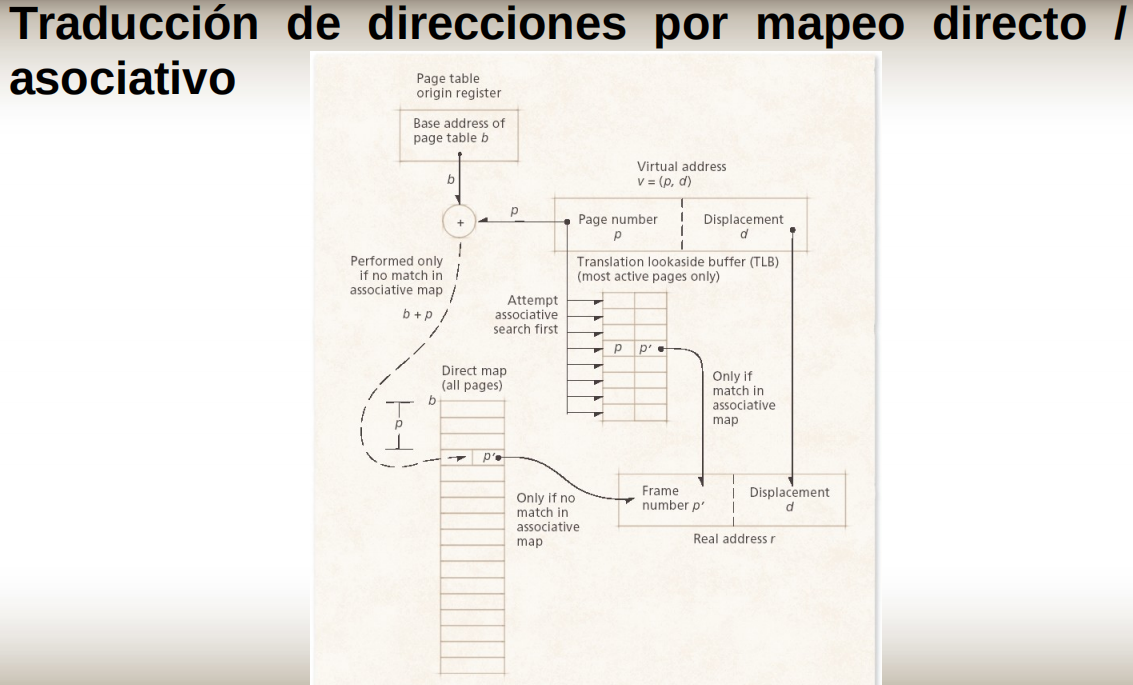 Traducción de direcciones por mapeo directo /
asociativo
Page table
origin register
Base address of
page table b
b
Virtual address
v = (p, d)
p
+
Page number
p
Displacement
d
Performed only
if no match in
associative map
b + p
Translation lookaside buffer (TLB)
(most active pages only)
Attempt
associative
search first
p p′
Only if
match in
associative
map
Direct map
(all pages)
b
p
p′
Only if no
match in
associative
map
Frame
number p′
Displacement
d
Real address r